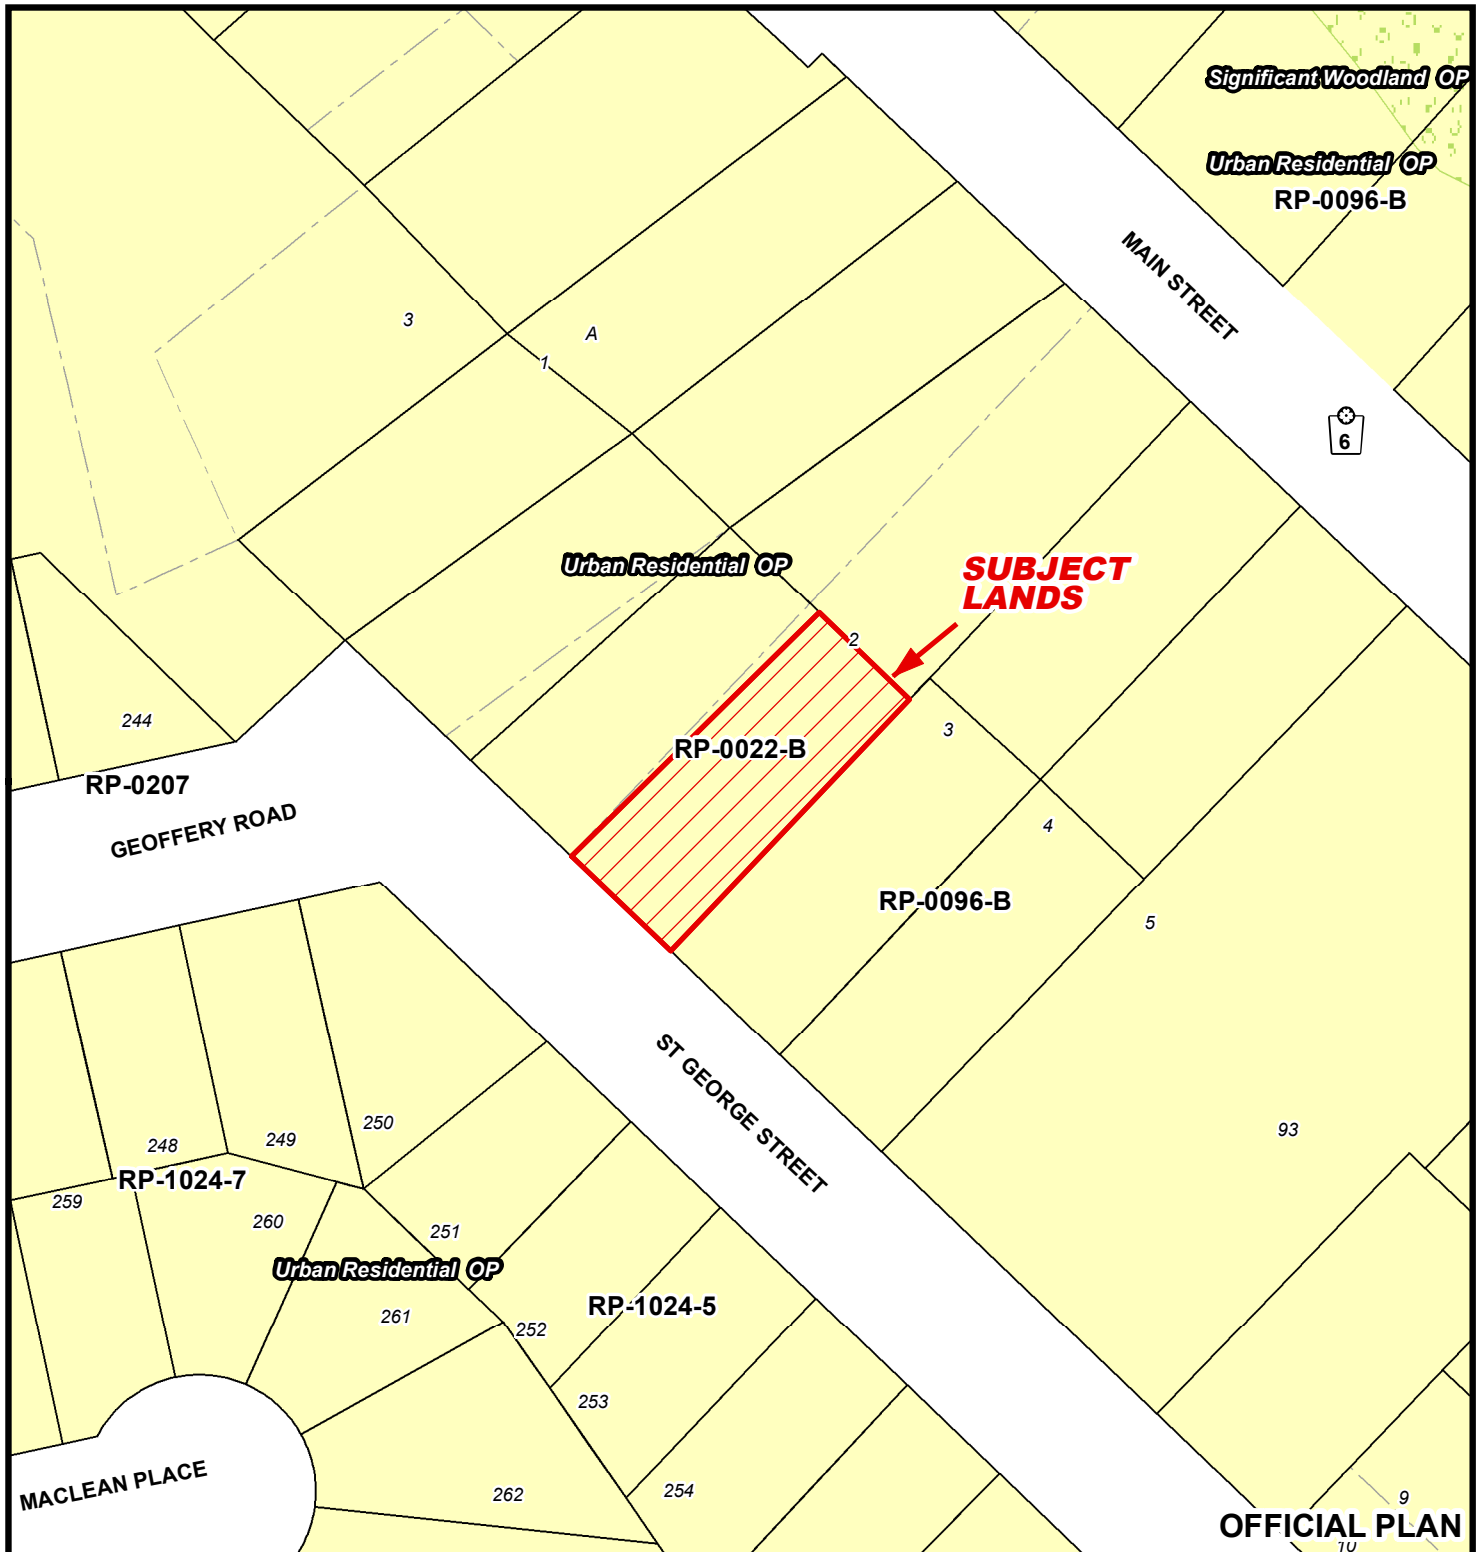 Significant Woodland OP
Urban Residential OP
RP-0096-B
MAIN STREET
3
A
1
6
Urban Residential OP
SUBJECT
LANDS
2
244
3
RP-0022-B
RP-0207
GEOFFERY ROAD
4
RP-0096-B
5
ST GEORGE STREET
250
93
248
249
RP-1024-7
259
260
251
Urban Residential OP
RP-1024-5
261
252
253
MACLEAN PLACE
262
254
9
OFFICIAL PLAN
10